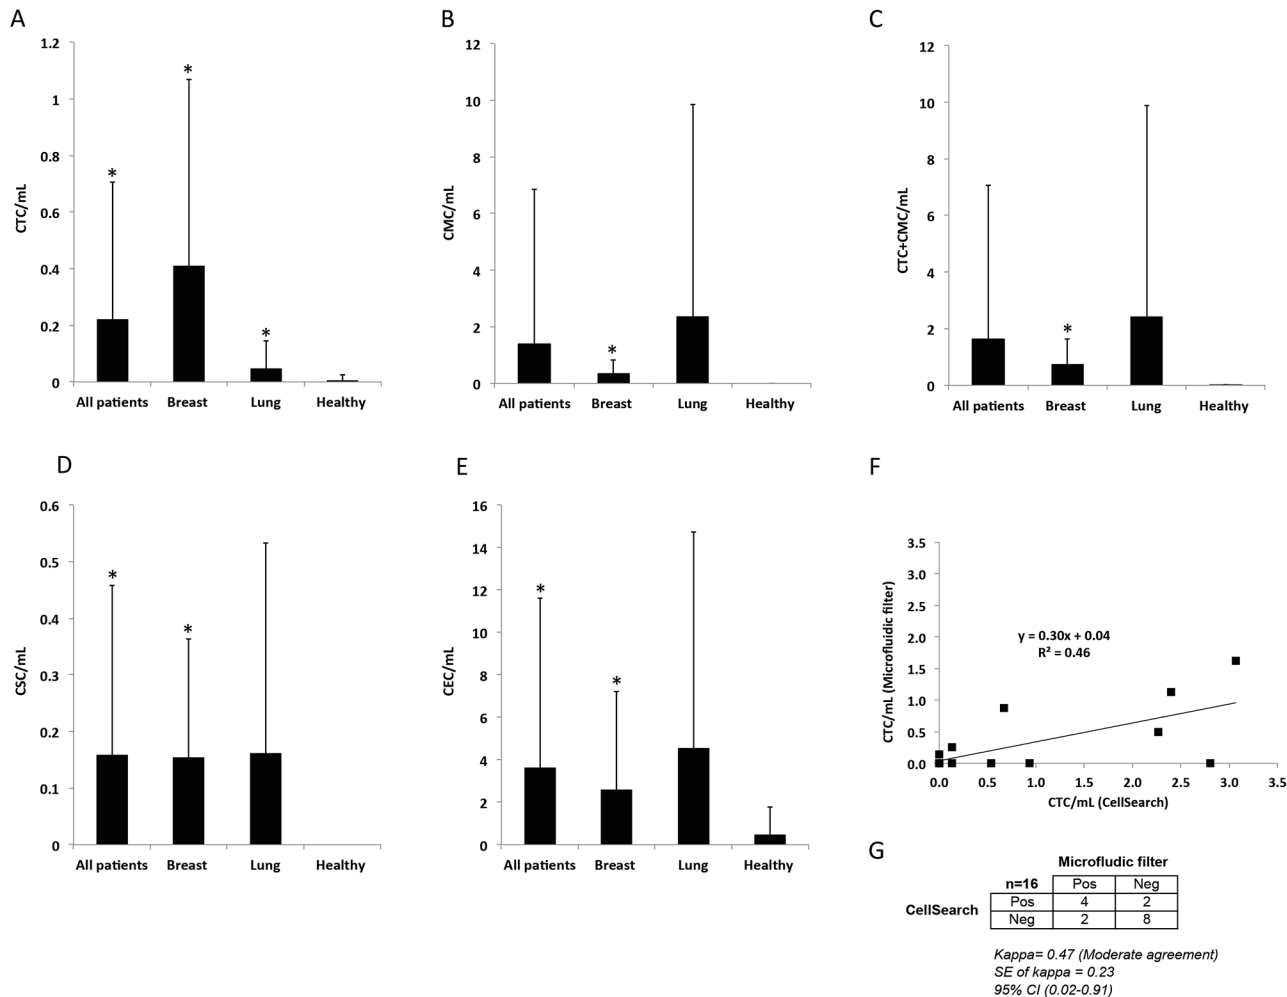 A
1.2
1
0.8
0.6
0.4
0.2
0
CTC/mL
*
*
*
All patients Breast Lung Healthy
B
12
10
8
6
4
2
0
CMC/mL
*
All patients Breast Lung Healthy
C
12
10
8
6
4
2
0
CTC+CMC/mL
*
All patients Breast Lung Healthy
D
0.6
0.5
0.4
0.3
0.2
0.1
0
CSC/mL
*
*
All patients Breast Lung Healthy
E
16
14
12
10
8
6
4
2
0
CEC/mL
*
*
All patients Breast Lung Healthy
F
3.5
3.0
2.5
2.0
1.5
1.0
0.5
0.0
CTC/mL (Microfluidic filter)
y = 0.30x + 0.04
R² = 0.46
0.0 0.5 1.0 1.5 2.0 2.5 3.0 3.5
CTC/mL (CellSearch)
G
Microfludic filter
n=16 Pos Neg
CellSearch
Pos 4 2
Neg 2 8
Kappa= 0.47 (Moderate agreement)
SE of kappa = 0.23
95% CI (0.02-0.91)